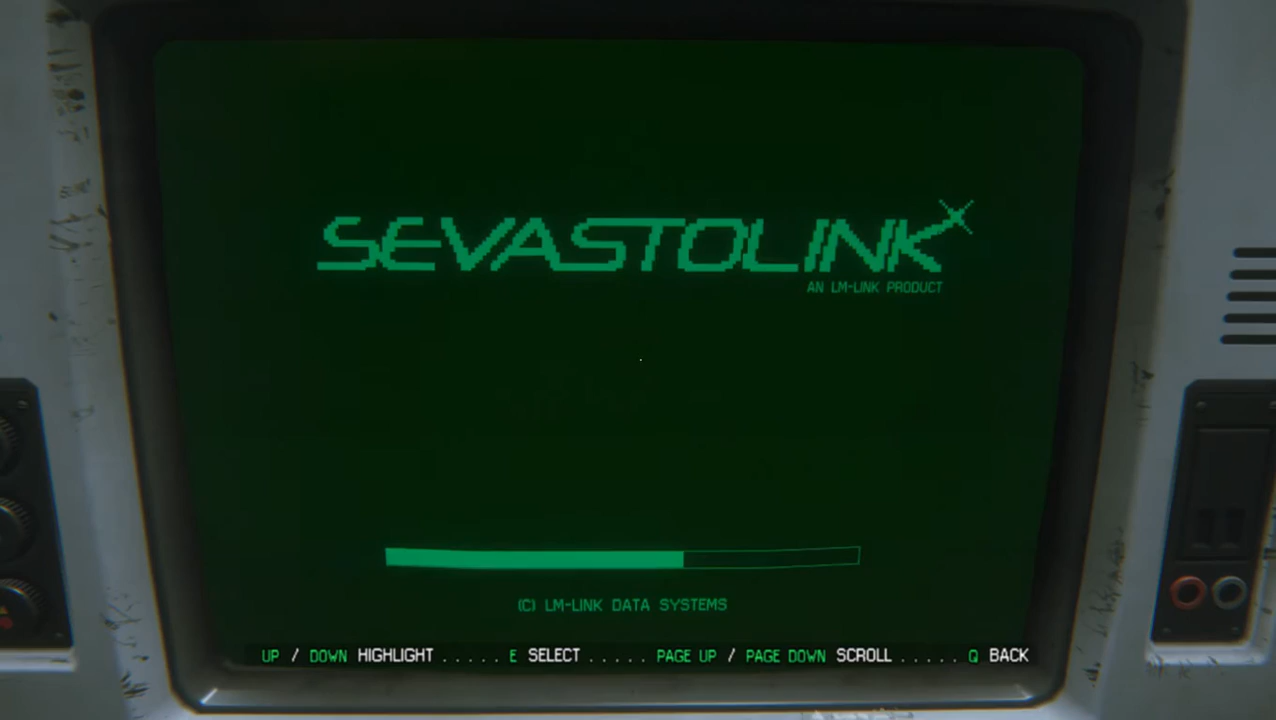 SEVASTOLINK
AN LM-LINK PRODUCT
(C) LM-LINK DATA SYSTEMS
UP / DOWN HIGHLIGHT ..... E SELECT ..... PAGE UP / PAGE DOWN SCROLL ..... Q BACK